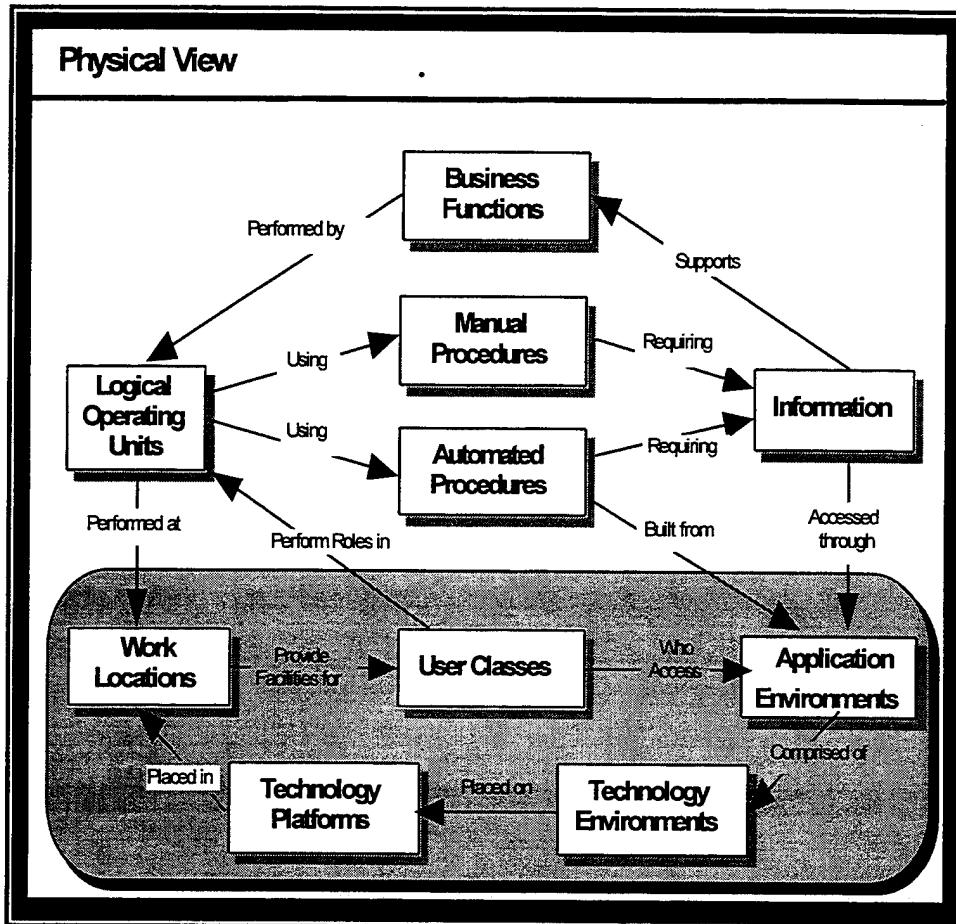 Physical View
Business
Functions
Performed by
Supports
Manual
Procedures
Using
Requiring
Logical
Operating
Units
Information
Using
Automated
Procedures
Requiring
Performed at
Perform Roles in
Built from
Accessed
through
Work
Locations
Provide
Facilities for
User Classes
Who
Access
Application
Environments
Comprised of
Placed in
Technology
Platforms
Placed on
Technology
Environments